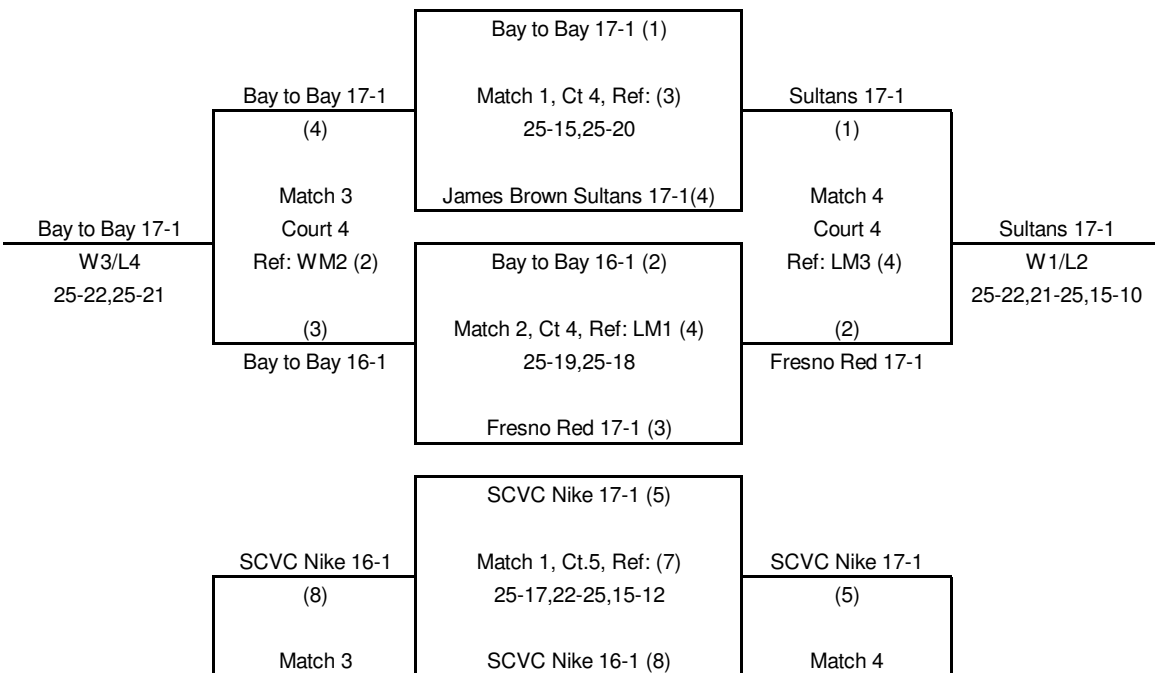 Bay to Bay 17-1 (1)
Bay to Bay 17-1
Match 1, Ct 4, Ref: (3)
Sultans 17-1
(4)
25-15,25-20
(1)
Match 3
James Brown Sultans 17-1(4)
Match 4
Bay to Bay 17-1
Court 4
Court 4
Sultans 17-1
W3/L4
Ref: WM2 (2)
Bay to Bay 16-1 (2)
Ref: LM3 (4)
W1/L2
25-22,25-21
25-22,21-25,15-10
(3)
Match 2, Ct 4, Ref: LM1 (4)
(2)
Bay to Bay 16-1
25-19,25-18
Fresno Red 17-1
Fresno Red 17-1 (3)
SCVC Nike 17-1 (5)
SCVC Nike 16-1
Match 1, Ct.5, Ref: (7)
SCVC Nike 17-1
(8)
25-17,22-25,15-12
(5)
Match 3
SCVC Nike 16-1 (8)
Match 4